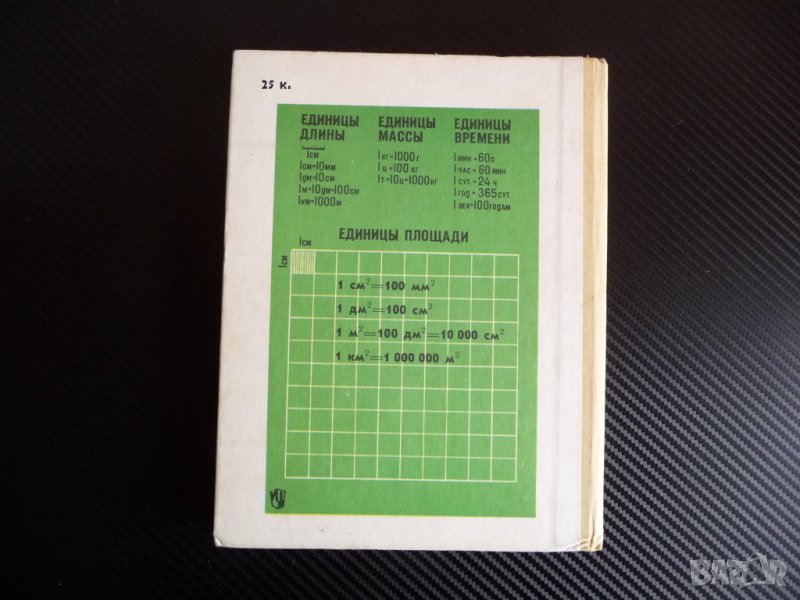 25 к.
ЕДИНИЦЫ ДЛИНЫ
1см
1см=10мм
1дм=10см
1м=10дм=100см
1км=1000м
ЕДИНИЦЫ МАССЫ
1кг=1000г
1ц=100кг
1т=10ц=1000кг
ЕДИНИЦЫ ВРЕМЕНИ
1мин=60с
1час=60мин
1сут.=24ч
1год=365сут.
1век=100годам
ЕДИНИЦЫ ПЛОЩАДИ
1см
1см
1 см²=100 мм²
1 дм²=100 см²
1 м²=100 дм²=10 000 см²
1 км²=1 000 000 м²
BAZAR